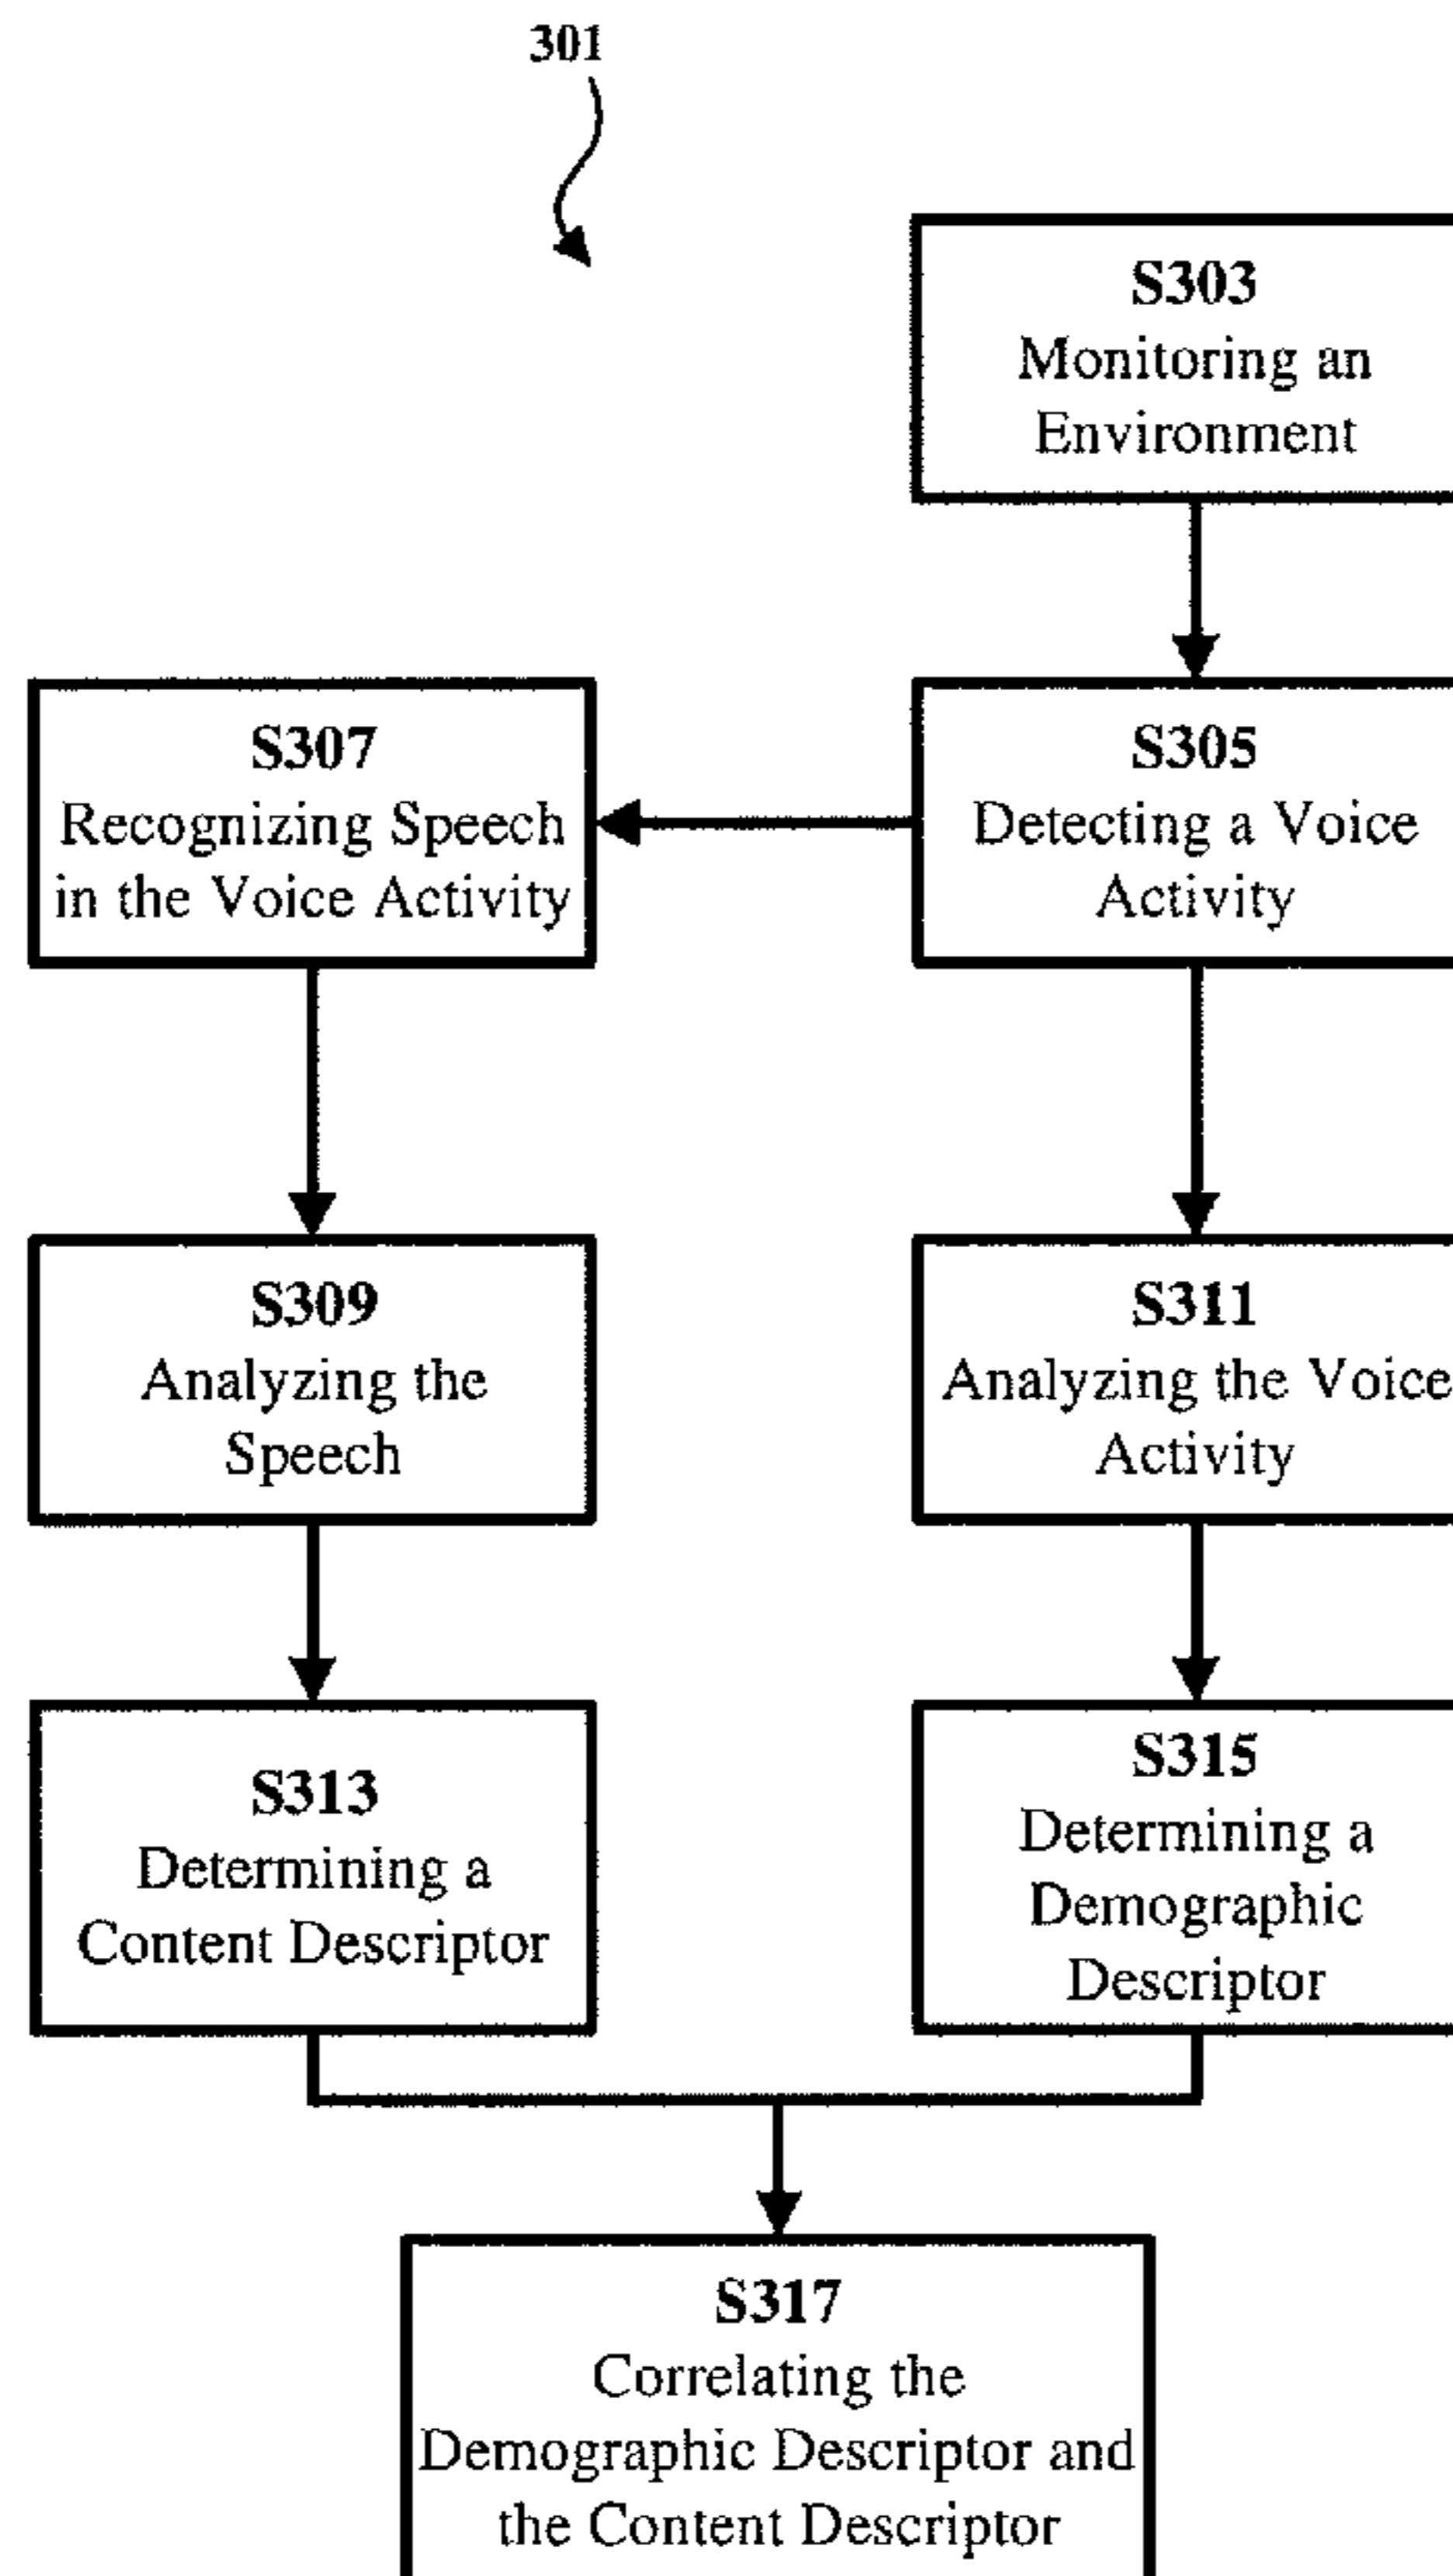 301
S303
Monitoring an
Environment
S307
Recognizing Speech
in the Voice Activity
S305
Detecting a Voice
Activity
S309
Analyzing the
Speech
S311
Analyzing the Voice
Activity
S313
Determining a
Content Descriptor
S315
Determining a
Demographic
Descriptor
S317
Correlating the
Demographic Descriptor and
the Content Descriptor